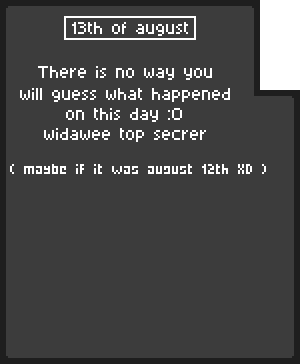 13th of august
There is no way you
will guess what happened
on this day :O
widawee top secrer
( maybe if it was august 12th XD )